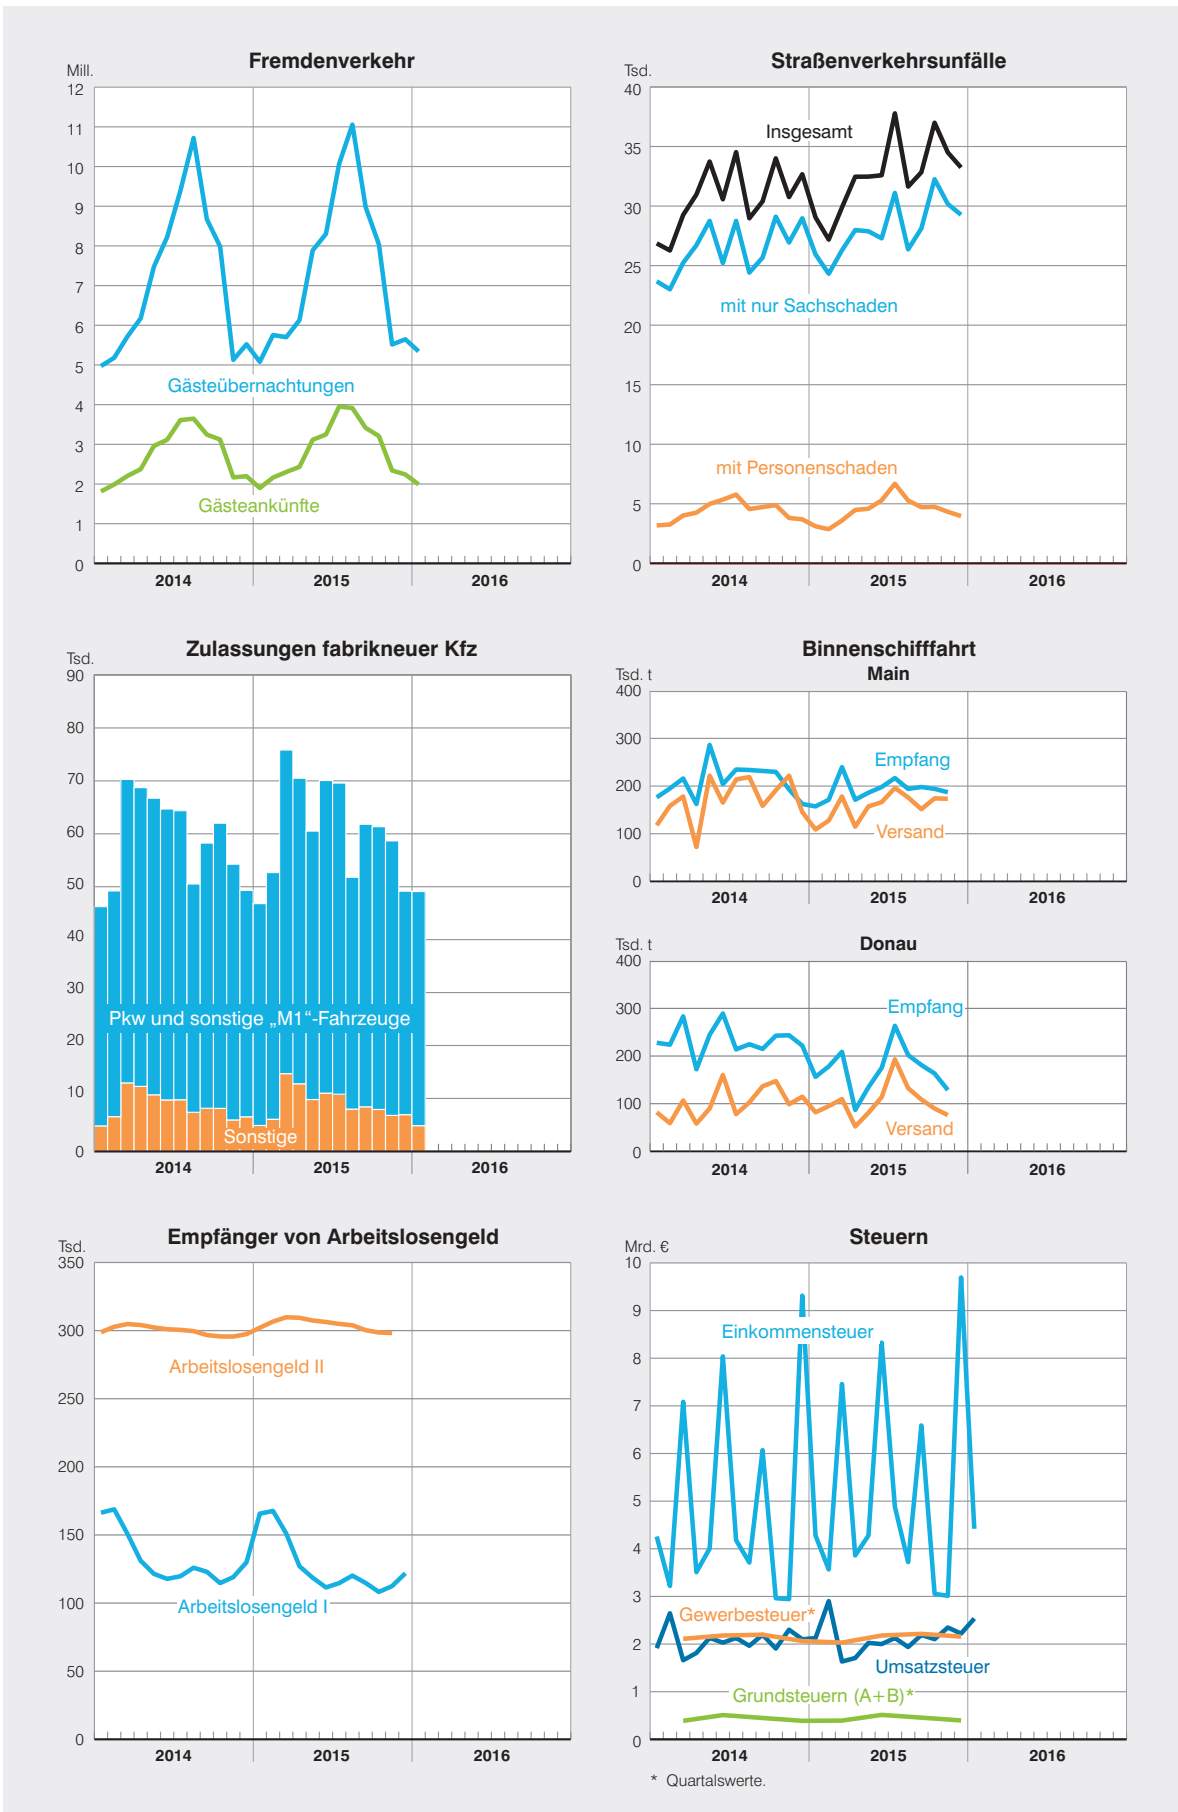 Fremdenverkehr
Mill.
12
11
10
9
8
7
6
5
4
3
2
1
0
Gästeübernachtungen
Gästeankünfte
2014 2015 2016
Straßenverkehrsunfälle
Tsd.
40
35
30
25
20
15
10
5
0
Insgesamt
mit nur Sachschaden
mit Personenschaden
2014 2015 2016
Zulassungen fabrikneuer Kfz
Tsd.
90
80
70
60
50
40
30
20
10
0
Pkw und sonstige „M1“-Fahrzeuge
Sonstige
2014 2015 2016
Binnenschifffahrt
Main
Tsd. t
400
300
200
100
0
Empfang
Versand
2014 2015 2016
Donau
Tsd. t
400
300
200
100
0
Empfang
Versand
2014 2015 2016
Empfänger von Arbeitslosengeld
Tsd.
350
300
250
200
150
100
50
0
Arbeitslosengeld II
Arbeitslosengeld I
2014 2015 2016
Steuern
Mrd. €
10
9
8
7
6
5
4
3
2
1
0
Einkommensteuer
Gewerbesteuer*
Umsatzsteuer
Grundsteuern (A+B)*
2014 2015 2016
* Quartalswerte.